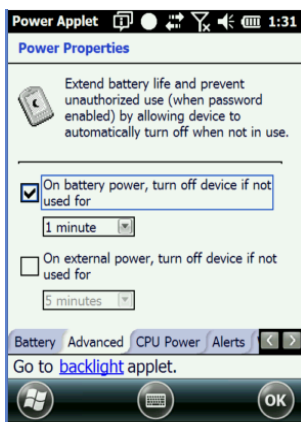 Power Applet 1:31
Power Properties
Extend battery life and prevent
unauthorized use (when password
enabled) by allowing device to
automatically turn off when not in use.
On battery power, turn off device if not
used for
1 minute
On external power, turn off device if not
used for
5 minutes
Battery Advanced CPU Power Alerts
Go to backlight applet.
OK